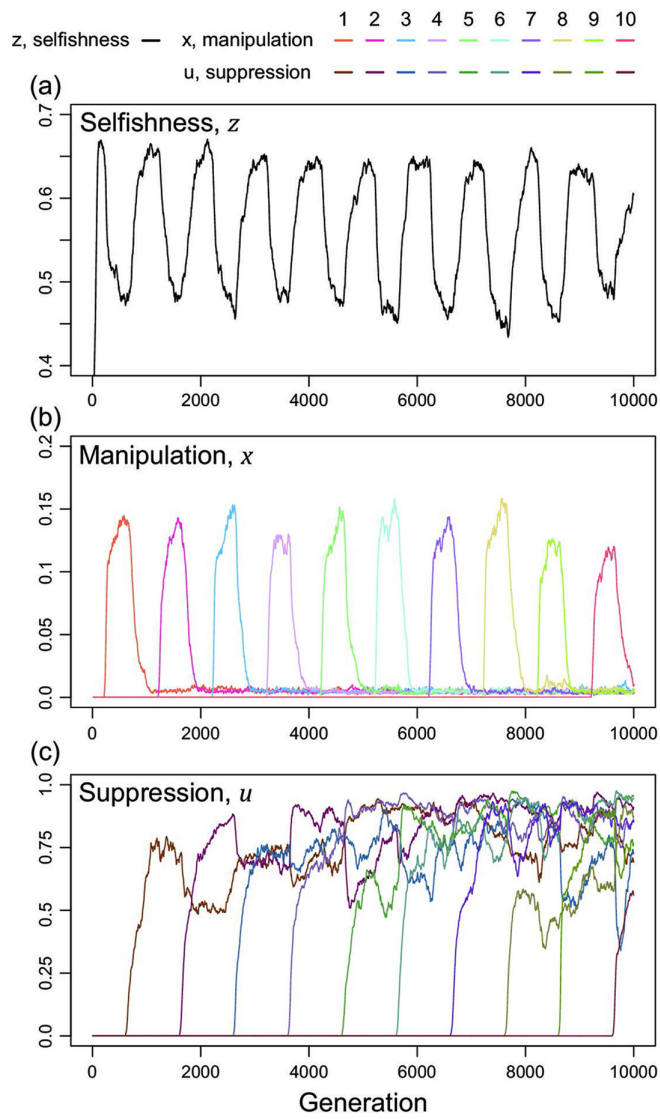 1 2 3 4 5 6 7 8 9 10
z, selfishness x, manipulation
u, suppression
(a)
Selfishness, z
0.7
0.6
0.5
0.4
0 2000 4000 6000 8000 10000
(b)
Manipulation, x
0.2
0.15
0.1
0.05
0.0
0 2000 4000 6000 8000 10000
(c)
Suppression, u
1.0
0.75
0.5
0.25
0.0
0 2000 4000 6000 8000 10000
Generation